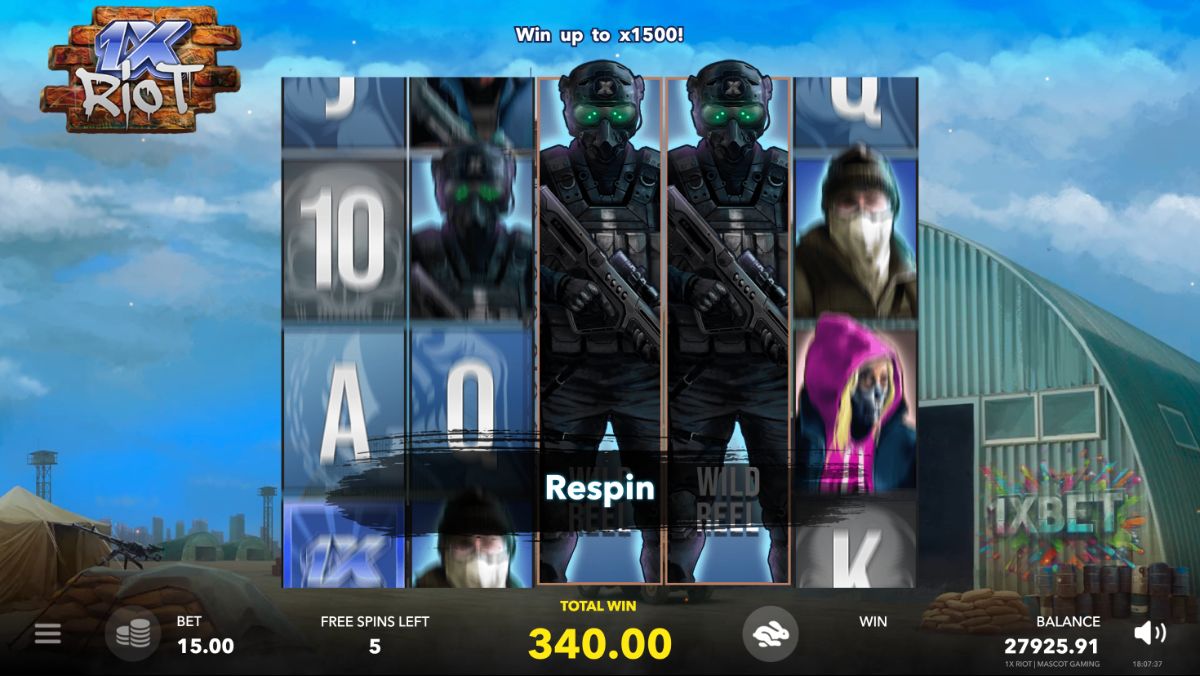 1X
RIOT
Win up to x1500!
J
Q
10
A
Q
Respin
WILD
REEL
WILD
REEL
1X
K
1XBET
BET
15.00
FREE SPINS LEFT
5
TOTAL WIN
340.00
WIN
BALANCE
27925.91
1X RIOT | MASCOT GAMING
18:07:37